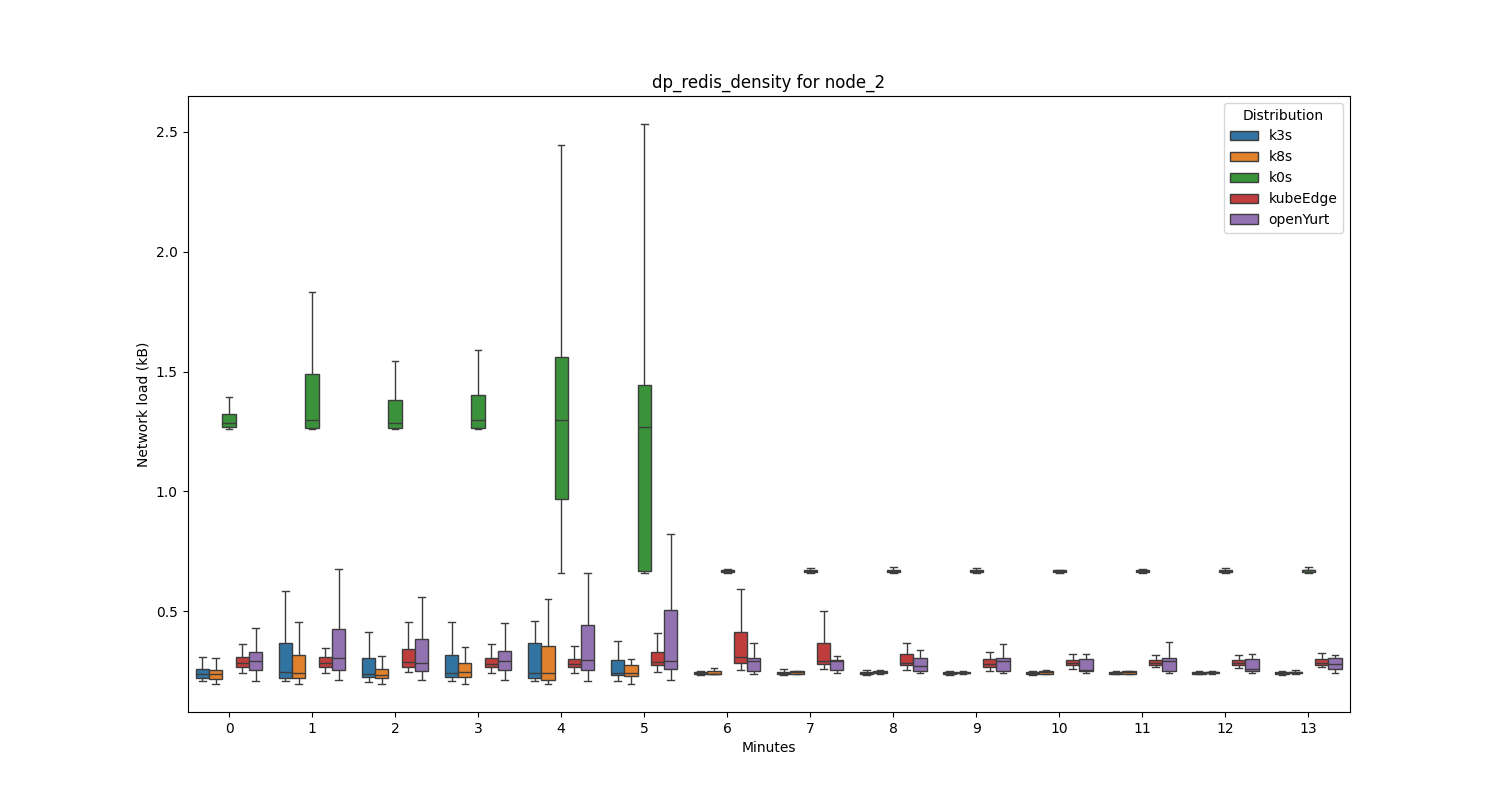 dp_redis_density for node_2
Distribution
k3s
k8s
k0s
kubeEdge
openYurt
Network load (kB)
2.5
2.0
1.5
1.0
0.5
0 1 2 3 4 5 6 7 8 9 10 11 12 13
Minutes